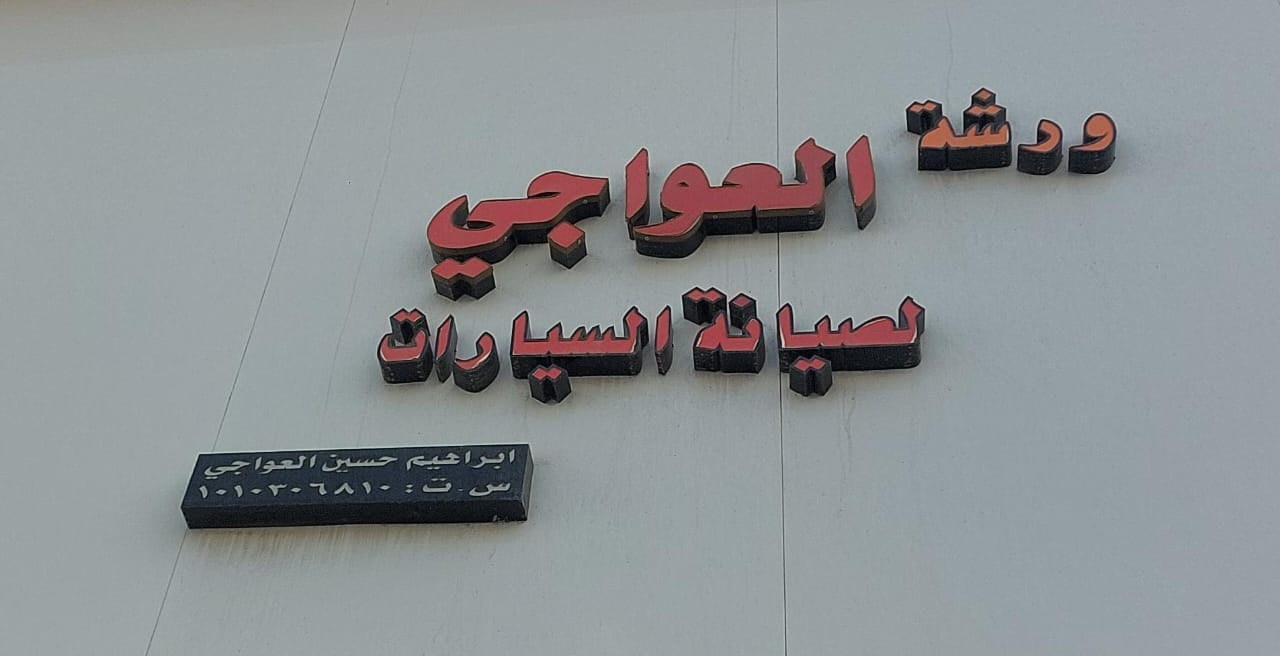 ورشة العواجي
لصيانة السيارات
ابراهيم حسين العواجي
س.ت: ١٠١٠٣٠٦٨١٠